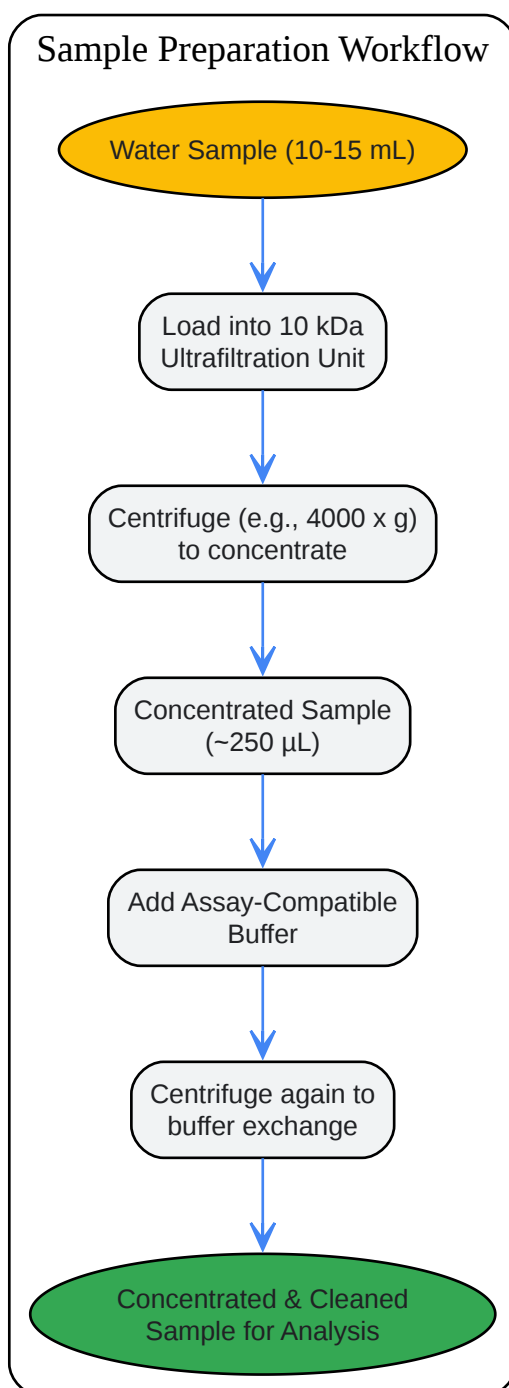 Sample Preparation Workflow
Water Sample (10-15 mL)
Load into 10 kDa
Ultrafiltration Unit
Centrifuge (e.g., 4000 x g)
to concentrate
Concentrated Sample
(~250 µL)
Add Assay-Compatible
Buffer
Centrifuge again to
buffer exchange
Concentrated & Cleaned
Sample for Analysis